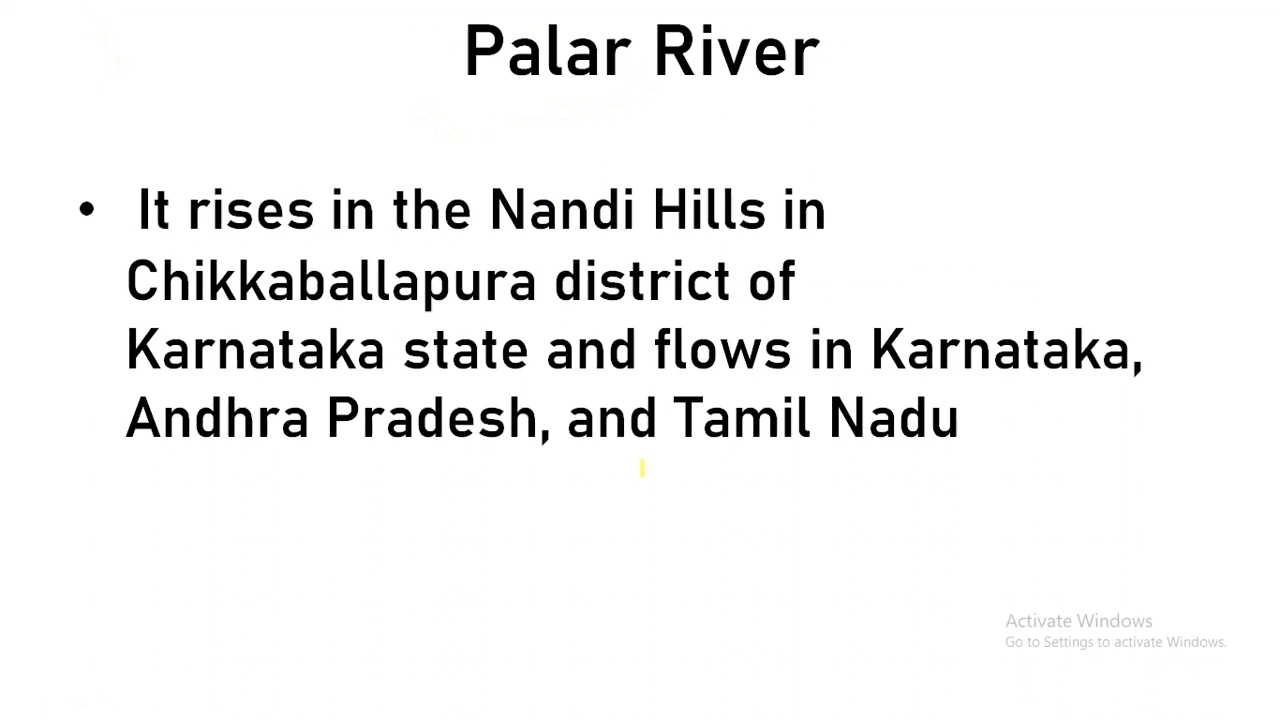 Palar River
• It rises in the Nandi Hills in
Chikkaballapura district of
Karnataka state and flows in Karnataka,
Andhra Pradesh, and Tamil Nadu
Activate Windows
Go to Settings to activate Windows.